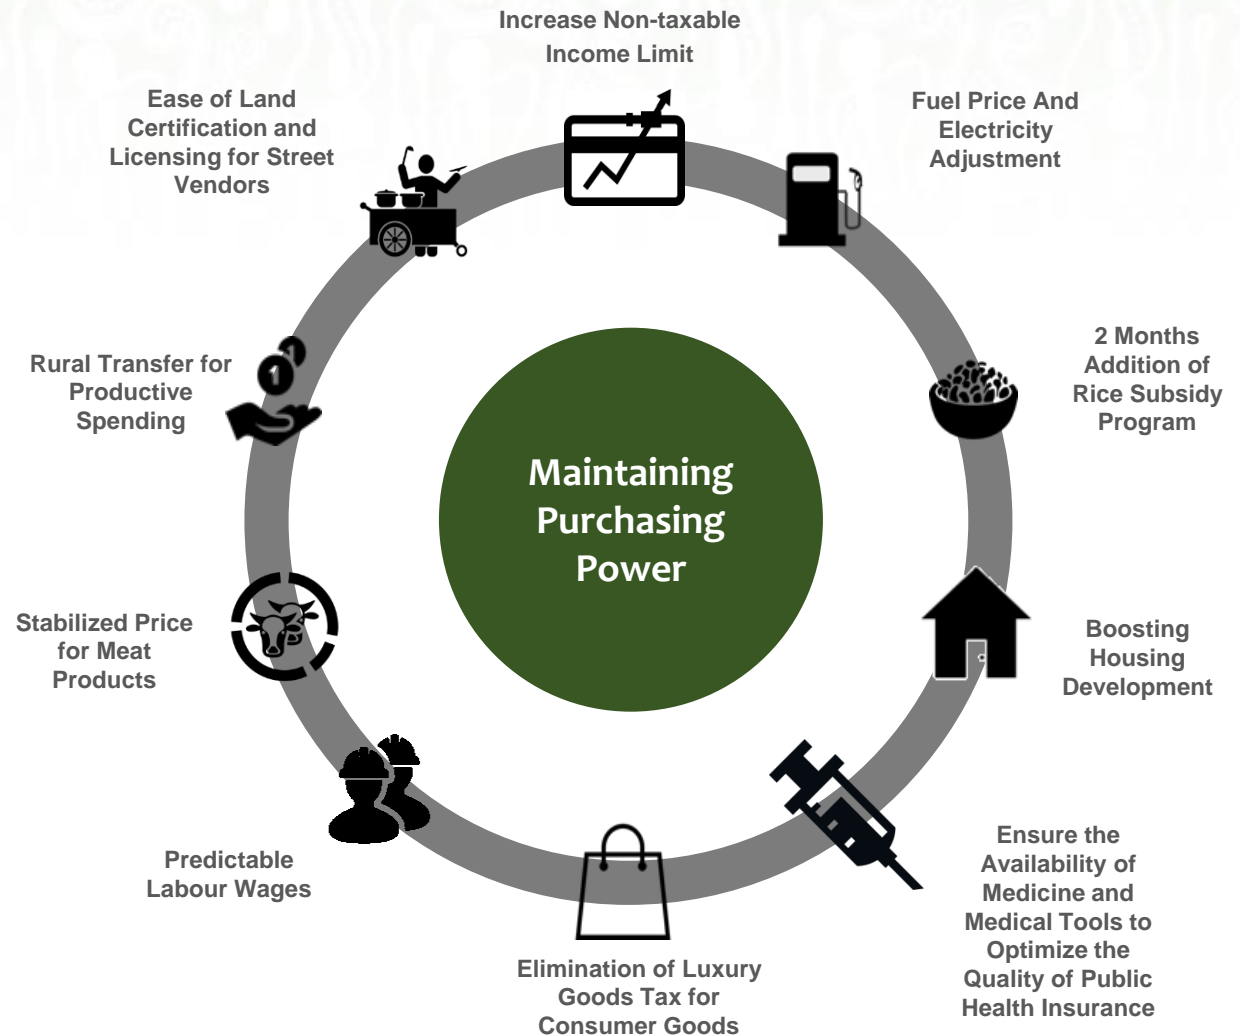 Increase Non-taxable
Income Limit
Fuel Price And
Electricity
Adjustment
2 Months
Addition of
Rice Subsidy
Program
Boosting
Housing
Development
Ensure the
Availability of
Medicine and
Medical Tools to
Optimize the
Quality of Public
Health Insurance
Elimination of Luxury
Goods Tax for
Consumer Goods
Predictable
Labour Wages
Stabilized Price
for Meat
Products
Rural Transfer for
Productive
Spending
Ease of Land
Certification and
Licensing for Street
Vendors
Maintaining
Purchasing
Power
1
1